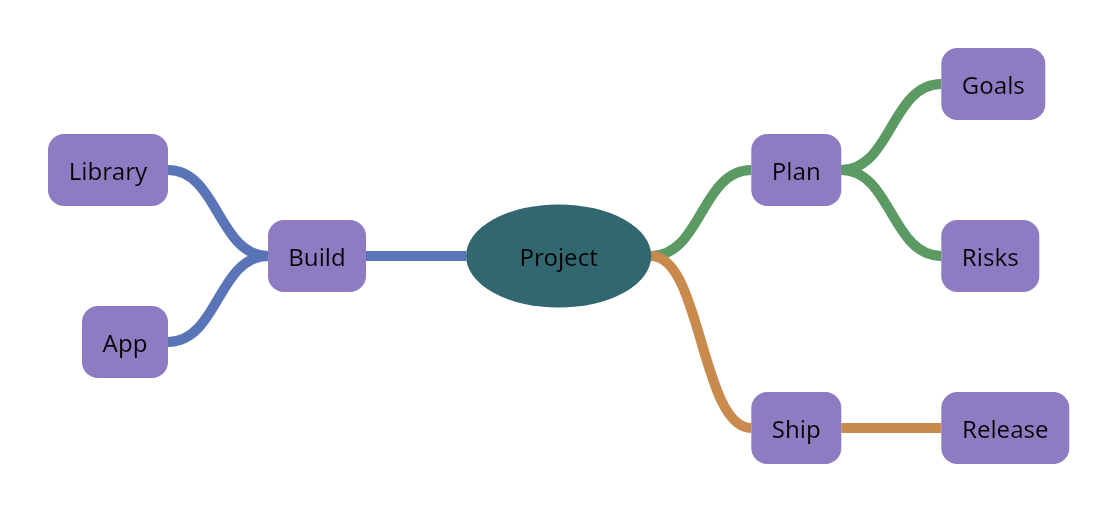 Project
Plan
Goals
Risks
Build
Library
App
Ship
Release